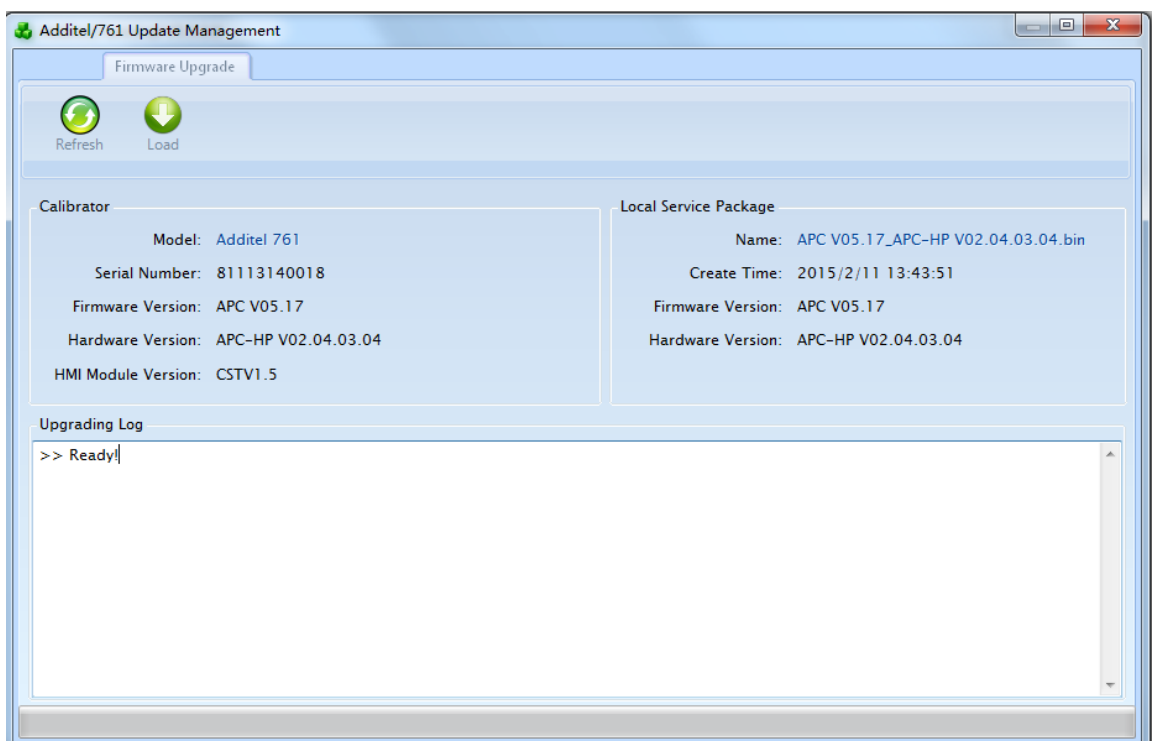 Additel/761 Update Management
Firmware Upgrade
Refresh Load
Calibrator
Model: Additel 761
Serial Number: 81113140018
Firmware Version: APC V05.17
Hardware Version: APC-HP V02.04.03.04
HMI Module Version: CSTV1.5
Local Service Package
Name: APC V05.17_APC-HP V02.04.03.04.bin
Create Time: 2015/2/11 13:43:51
Firmware Version: APC V05.17
Hardware Version: APC-HP V02.04.03.04
Upgrading Log
>> Ready!